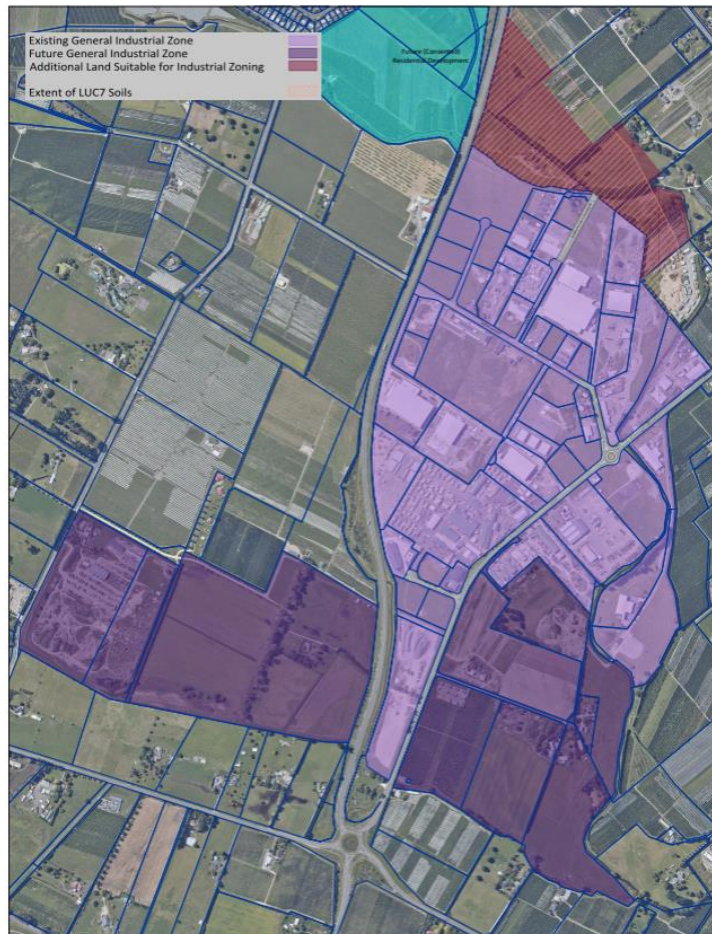 Existing General Industrial Zone
Future General Industrial Zone
Additional Land Suitable for Industrial Zoning
Extent of LUC7 Soils
Future (Consented)
Residential Development